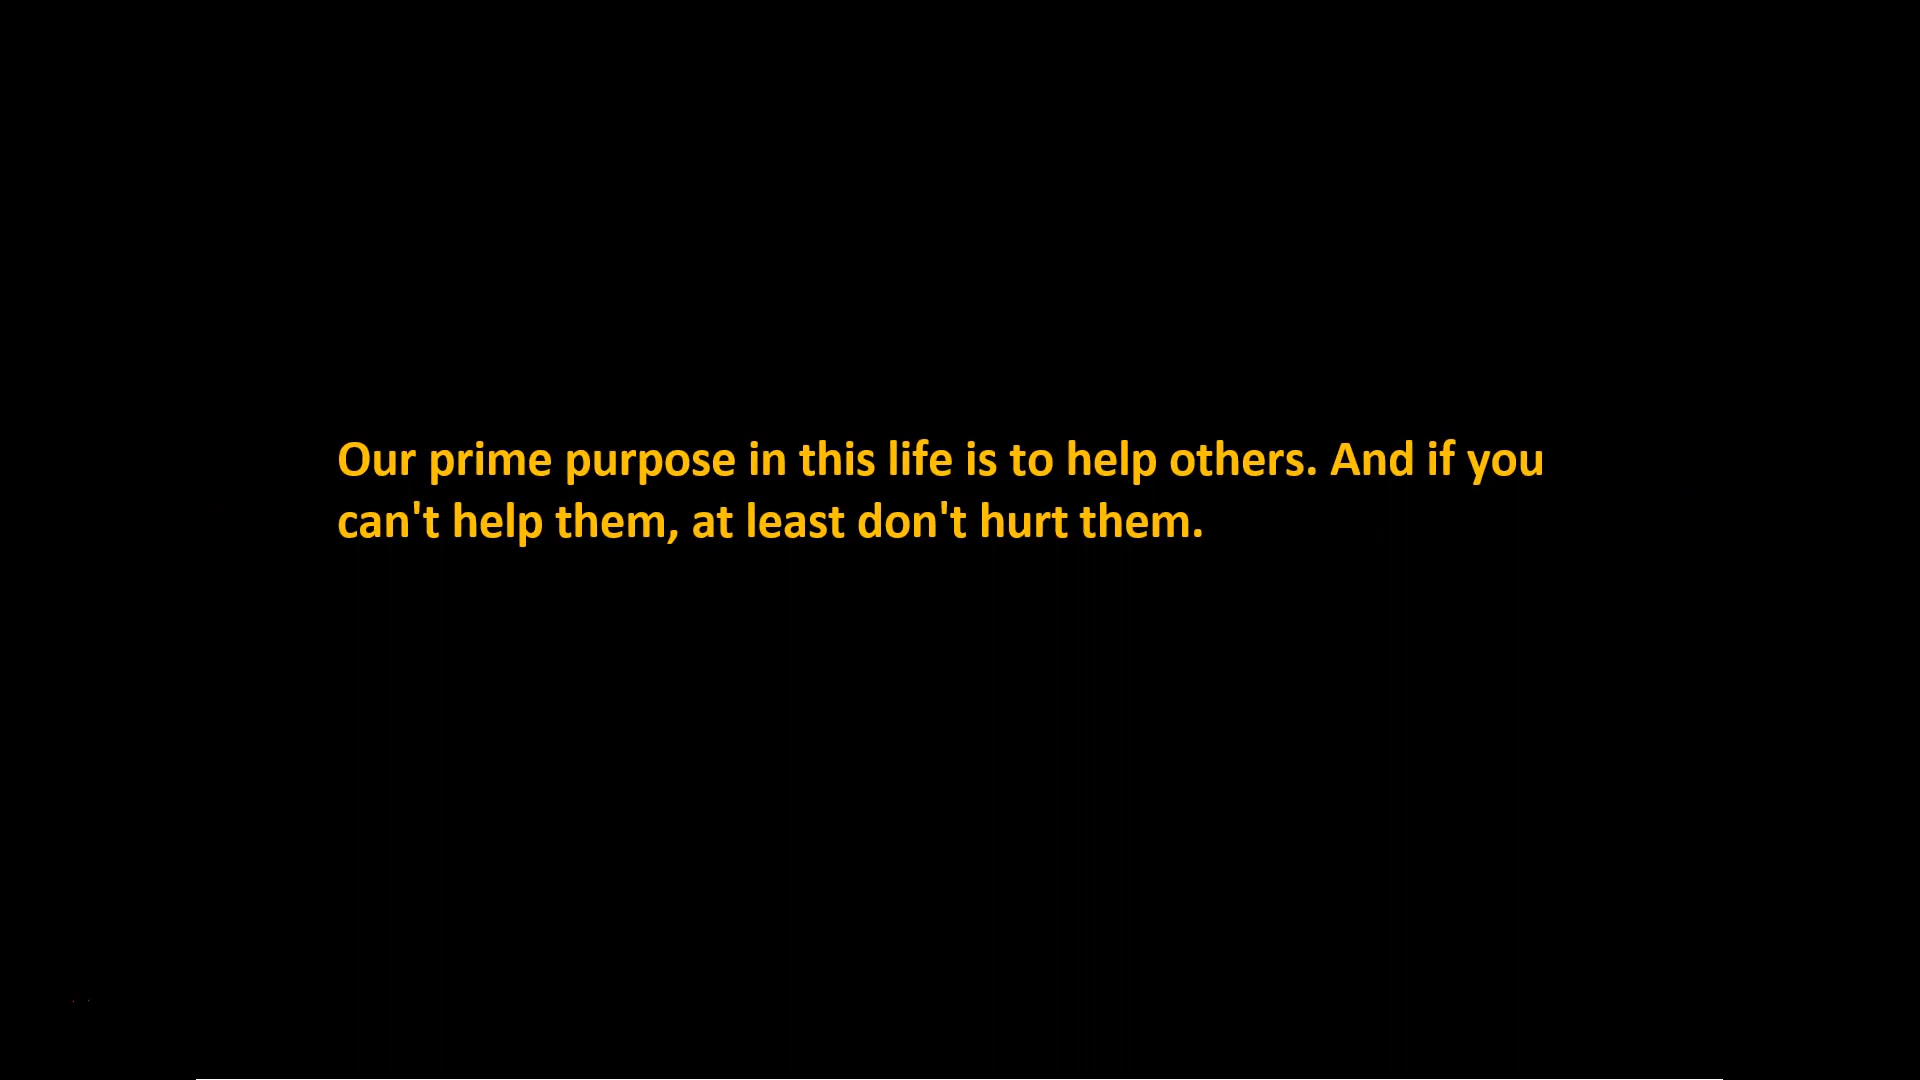 Our prime purpose in this life is to help others. And if you
can't help them, at least don't hurt them.